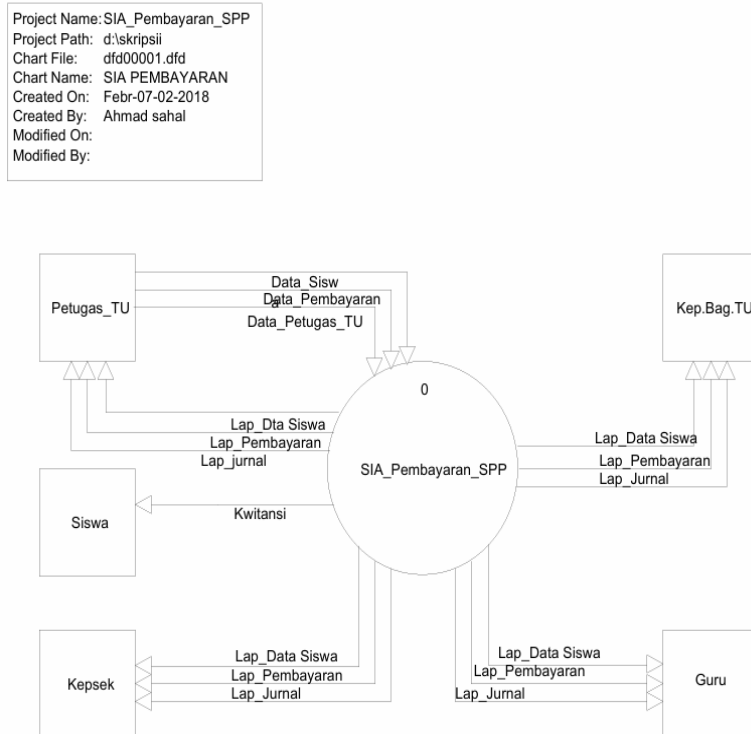 Project Name: SIA_Pembayaran_SPP
Project Path: d:\skripsii
Chart File: dfd00001.dfd
Chart Name: SIA PEMBAYARAN
Created On: Febr-07-02-2018
Created By: Ahmad sahal
Modified On:
Modified By:
Petugas_TU
Data_Sisw
a
Data_Pembayaran
Data_Petugas_TU
Kep.Bag.TU
0
SIA_Pembayaran_SPP
Lap_Dta Siswa
Lap_Pembayaran
Lap_jurnal
Lap_Data Siswa
Lap_Pembayaran
Lap_Jurnal
Siswa
Kwitansi
Kepsek
Lap_Data Siswa
Lap_Pembayaran
Lap_Jurnal
Lap_Data Siswa
Lap_Pembayaran
Lap_Jurnal
Guru